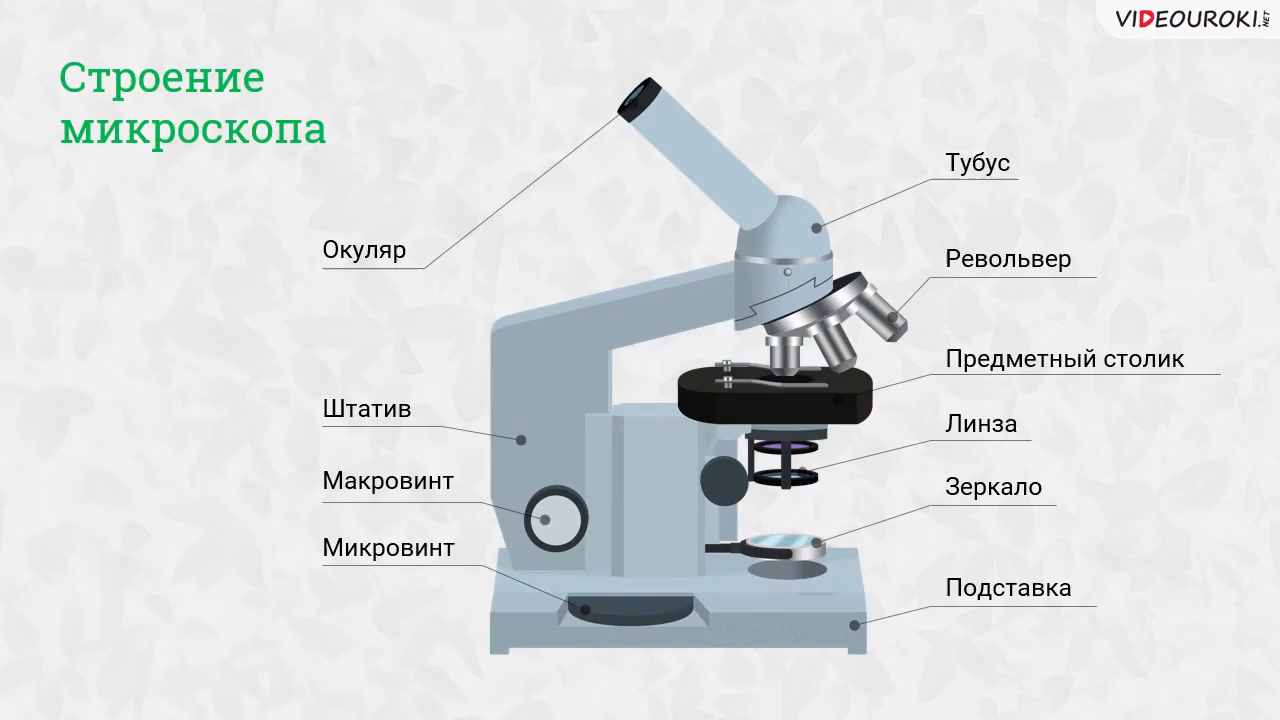 VIDEOUROKI.NET
Строение
микроскопа
Тубус
Окуляр
Револьвер
Предметный столик
Штатив
Линза
Макровинт
Зеркало
Микровинт
Подставка